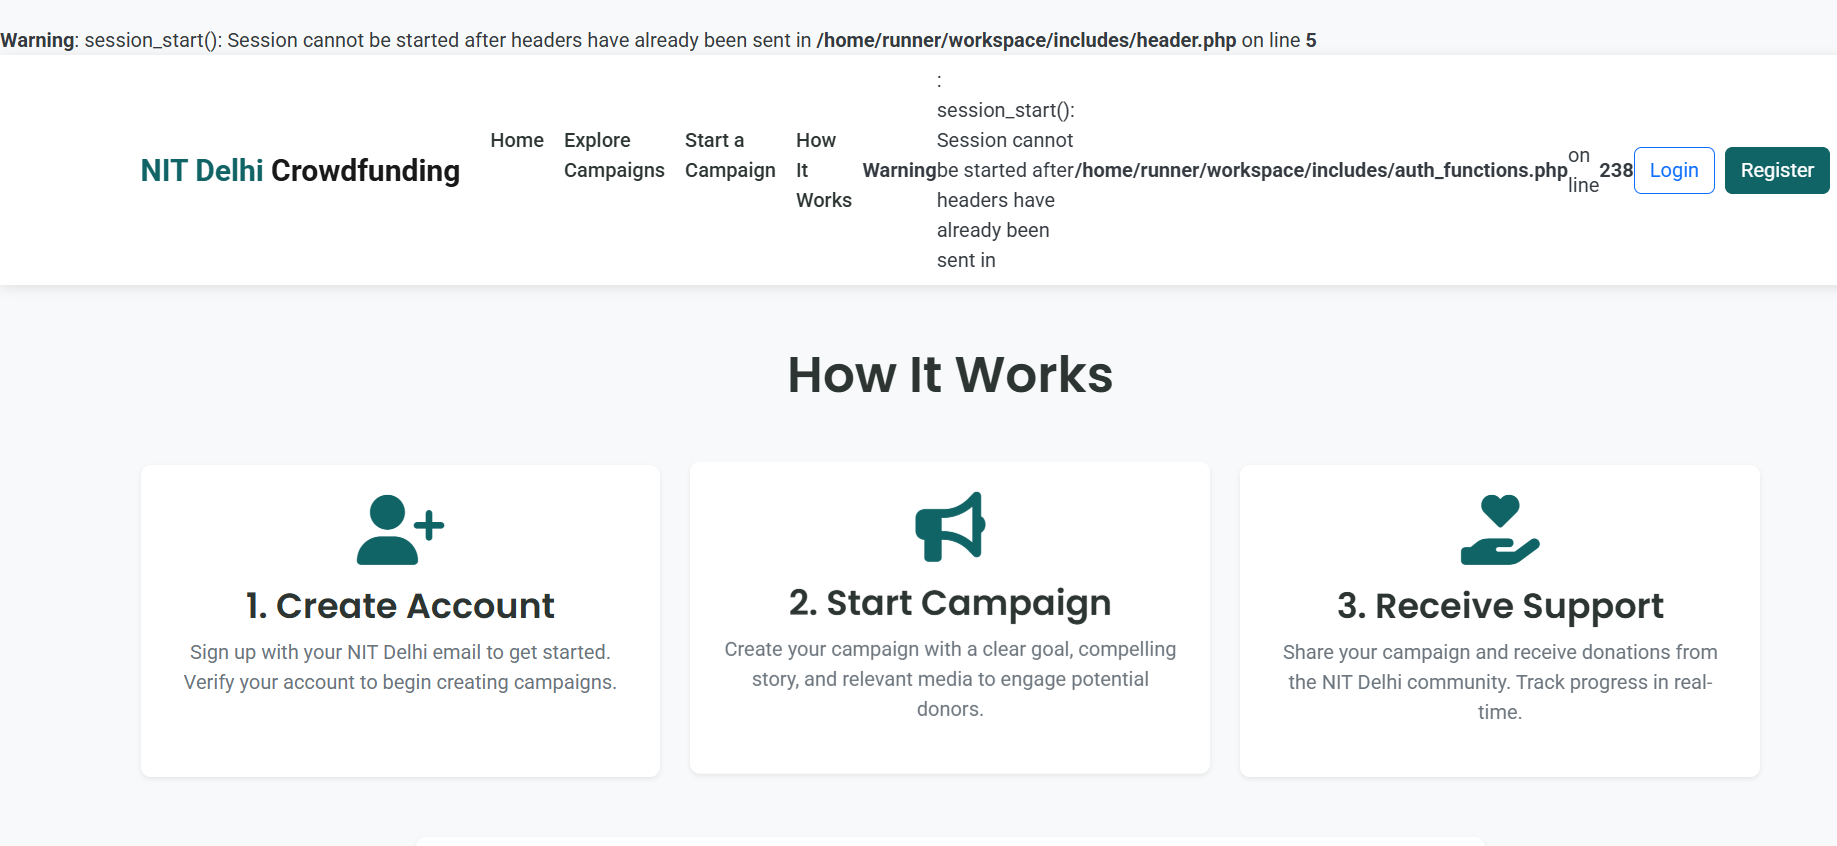 Warning: session_start(): Session cannot be started after headers have already been sent in /home/runner/workspace/includes/header.php on line 5
NIT Delhi Crowdfunding
Home
Explore
Campaigns
Start a
Campaign
How
It
Works
Warning
:
session_start():
Session cannot
be started after
headers have
already been
sent in
/home/runner/workspace/includes/auth_functions.php
on
line
238
Login
Register
How It Works
1. Create Account
Sign up with your NIT Delhi email to get started.
Verify your account to begin creating campaigns.
2. Start Campaign
Create your campaign with a clear goal, compelling
story, and relevant media to engage potential
donors.
3. Receive Support
Share your campaign and receive donations from
the NIT Delhi community. Track progress in real-
time.